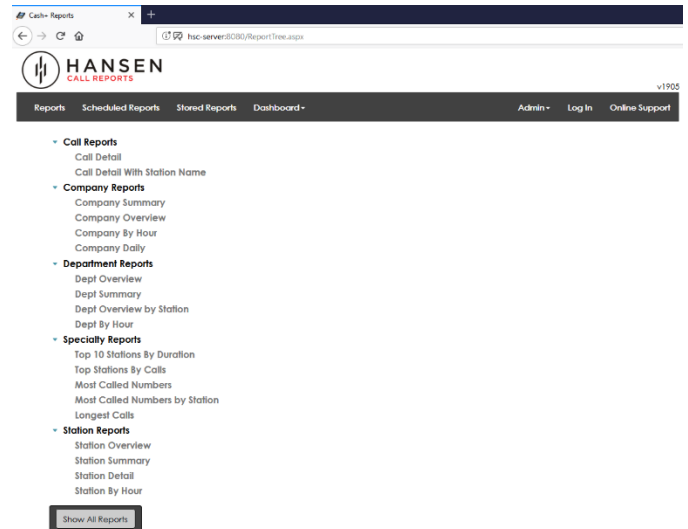 Cash+ Reports
hsc-server:8080/ReportTree.aspx
HANSEN
CALL REPORTS
v1905
Reports Scheduled Reports Stored Reports Dashboard Admin Log In Online Support
Call Reports
Call Detail
Call Detail With Station Name
Company Reports
Company Summary
Company Overview
Company By Hour
Company Daily
Department Reports
Dept Overview
Dept Summary
Dept Overview by Station
Dept By Hour
Specialty Reports
Top 10 Stations By Duration
Top Stations By Calls
Most Called Numbers
Most Called Numbers by Station
Longest Calls
Station Reports
Station Overview
Station Summary
Station Detail
Station By Hour
Show All Reports